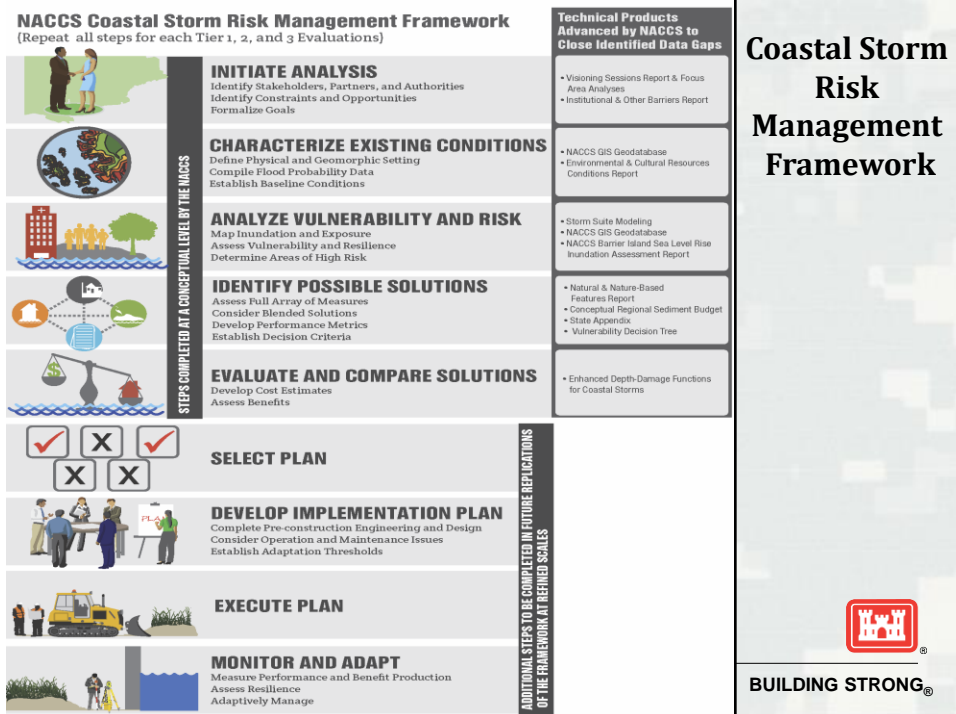 NACCS Coastal Storm Risk Management Framework
(Repeat all steps for each Tier 1, 2, and 3 Evaluations)
Technical Products
Advanced by NACCS to
Close Identified Data Gaps
STEPS COMPLETED AT A CONCEPTUAL LEVEL BY THE NACCS
INITIATE ANALYSIS
Identify Stakeholders, Partners, and Authorities
Identify Constraints and Opportunities
Formalize Goals
• Visioning Sessions Report & Focus
Area Analyses
• Institutional & Other Barriers Report
CHARACTERIZE EXISTING CONDITIONS
Define Physical and Geomorphic Setting
Compile Flood Probability Data
Establish Baseline Conditions
• NACCS GIS Geodatabase
• Environmental & Cultural Resources
Conditions Report
ANALYZE VULNERABILITY AND RISK
Map Inundation and Exposure
Assess Vulnerability and Resilience
Determine Areas of High Risk
• Storm Suite Modeling
• NACCS GIS Geodatabase
• NACCS Barrier Island Sea Level Rise
Inundation Assessment Report
IDENTIFY POSSIBLE SOLUTIONS
Assess Full Array of Measures
Consider Blended Solutions
Develop Performance Metrics
Establish Decision Criteria
• Natural & Nature-Based
Features Report
• Conceptual Regional Sediment Budget
• State Appendix
• Vulnerability Decision Tree
$
EVALUATE AND COMPARE SOLUTIONS
Develop Cost Estimates
Assess Benefits
• Enhanced Depth-Damage Functions
for Coastal Storms
ADDITIONAL STEPS TO BE COMPLETED IN FUTURE REPLICATIONS
OF THE FRAMEWORK AT REFINED SCALES
X
X X
SELECT PLAN
PLA
DEVELOP IMPLEMENTATION PLAN
Complete Pre-construction Engineering and Design
Consider Operation and Maintenance Issues
Establish Adaptation Thresholds
EXECUTE PLAN
MONITOR AND ADAPT
Measure Performance and Benefit Production
Assess Resilience
Adaptively Manage
Coastal Storm
Risk
Management
Framework
®
BUILDING STRONG®